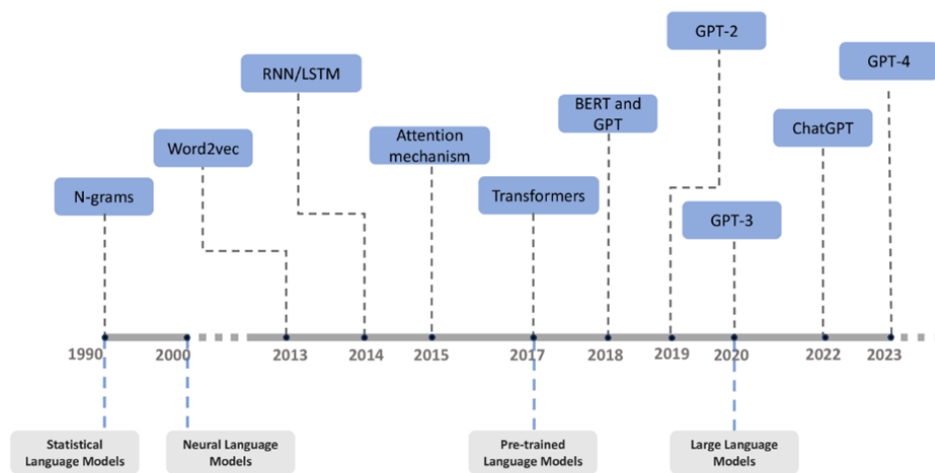 GPT-2
GPT-4
RNN/LSTM
BERT and
GPT
ChatGPT
Word2vec
Attention
mechanism
N-grams
Transformers
GPT-3
1990 2000 2013 2014 2015 2017 2018 2019 2020 2022 2023
Statistical
Language Models
Neural Language
Models
Pre-trained
Language Models
Large Language
Models